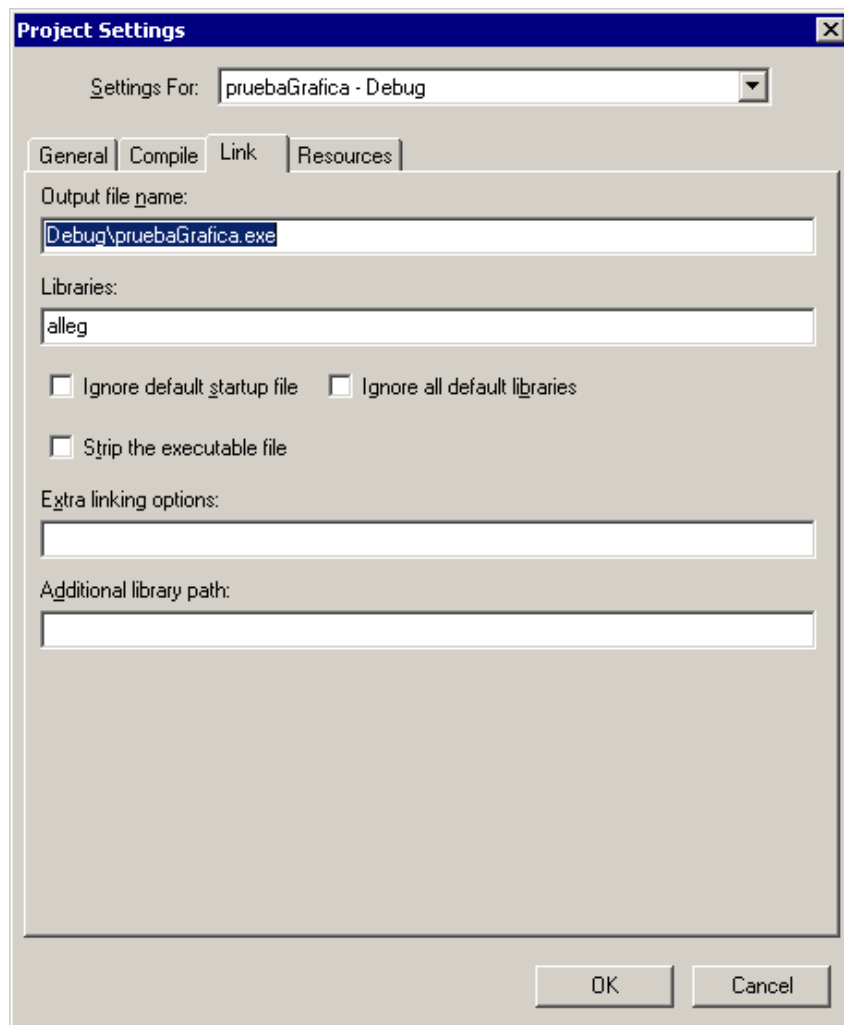 Project Settings
Settings For: pruebaGrafica - Debug
General Compile Link Resources
Output file name:
Debug\pruebaGrafica.exe
Libraries:
alleg
Ignore default startup file Ignore all default libraries
Strip the executable file
Extra linking options:
Additional library path:
OK Cancel